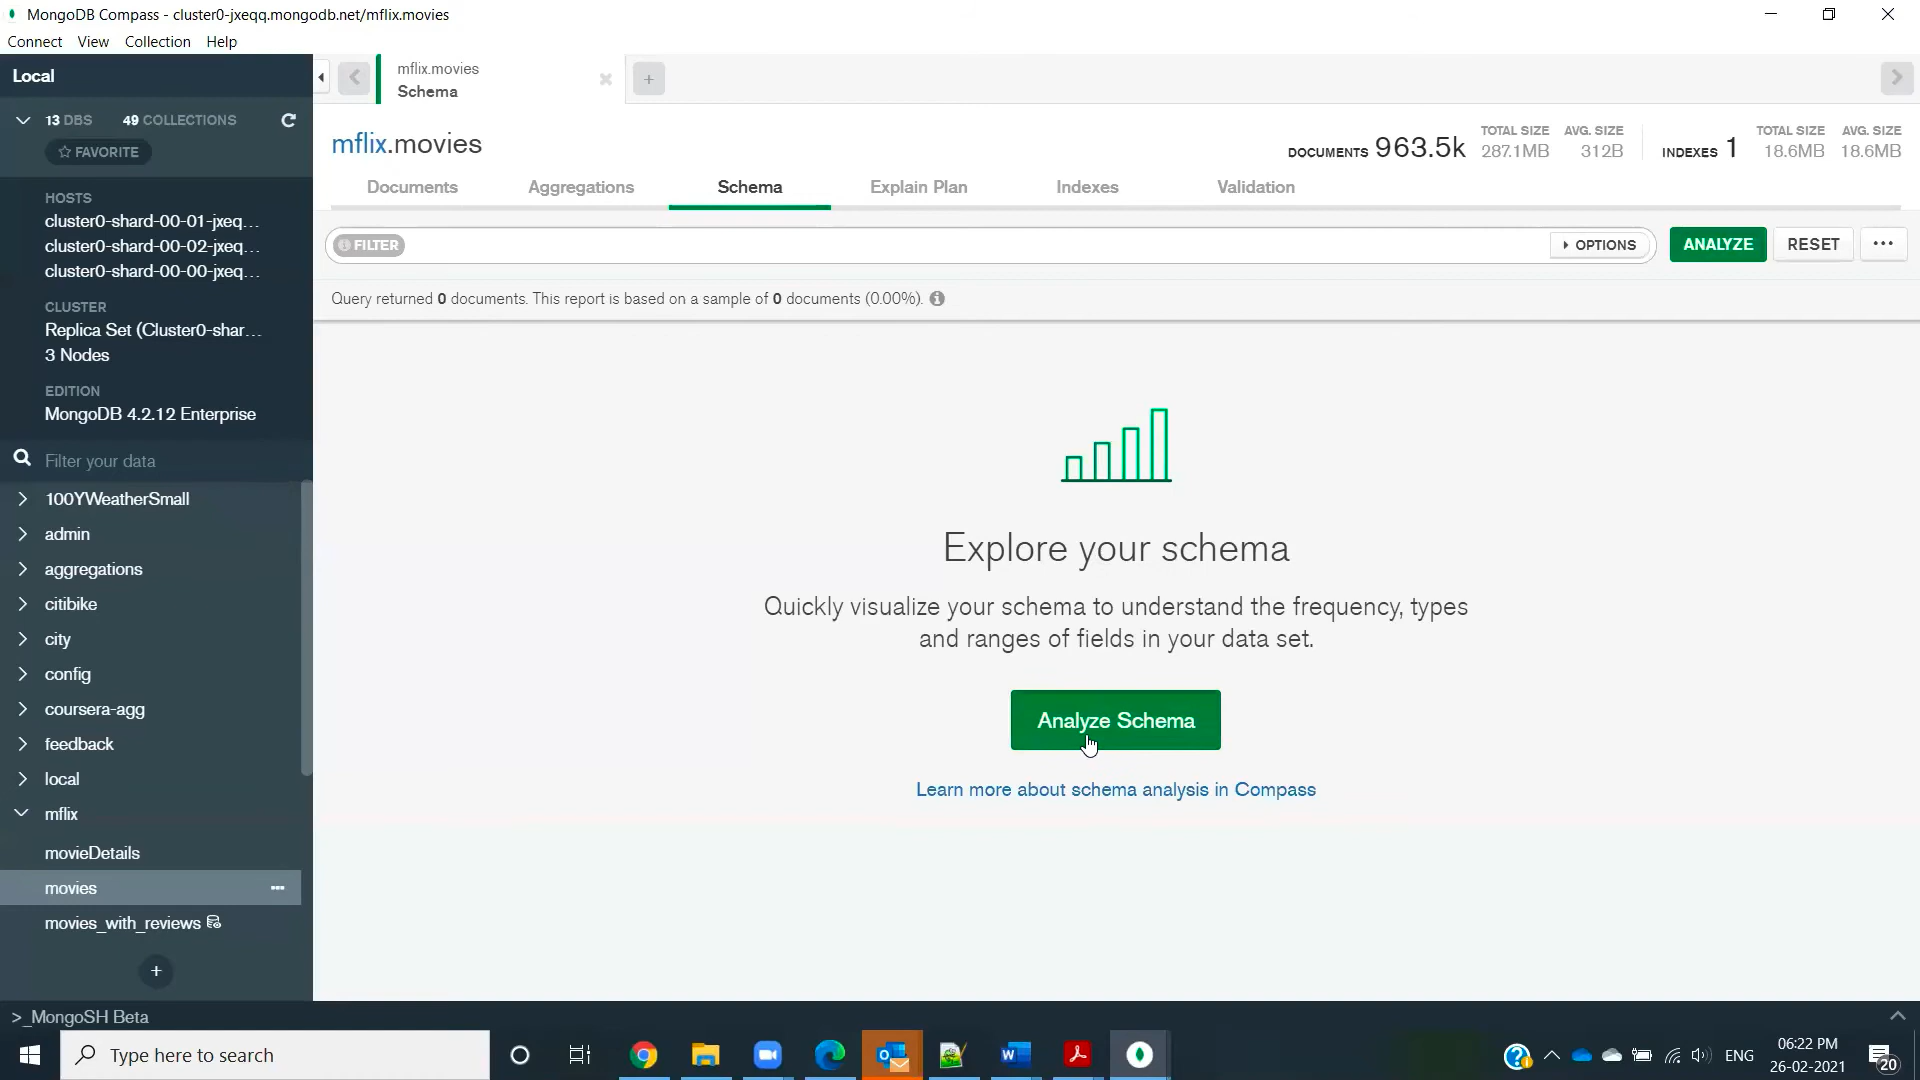 MongoDB Compass - cluster0-jxeqq.mongodb.net/mflix.movies
Connect View Collection Help
Local
13 DBS 49 COLLECTIONS
FAVORITE
HOSTS
cluster0-shard-00-01-jxeq...
cluster0-shard-00-02-jxeq...
cluster0-shard-00-00-jxeq...
CLUSTER
Replica Set (Cluster0-shar...
3 Nodes
EDITION
MongoDB 4.2.12 Enterprise
Filter your data
100YWeatherSmall
admin
aggregations
citibike
city
config
coursera-agg
feedback
local
mflix
movieDetails
movies
movies_with_reviews
+
mflix.movies
Schema
+
mflix.movies
DOCUMENTS 963.5k TOTAL SIZE 287.1MB AVG. SIZE 312B INDEXES 1 TOTAL SIZE 18.6MB AVG. SIZE 18.6MB
Documents Aggregations Schema Explain Plan Indexes Validation
FILTER OPTIONS ANALYZE RESET ...
Query returned 0 documents. This report is based on a sample of 0 documents (0.00%).
Explore your schema
Quickly visualize your schema to understand the frequency, types
and ranges of fields in your data set.
Analyze Schema
Learn more about schema analysis in Compass
>_MongoSH Beta
Type here to search
ENG
06:22 PM
26-02-2021
20